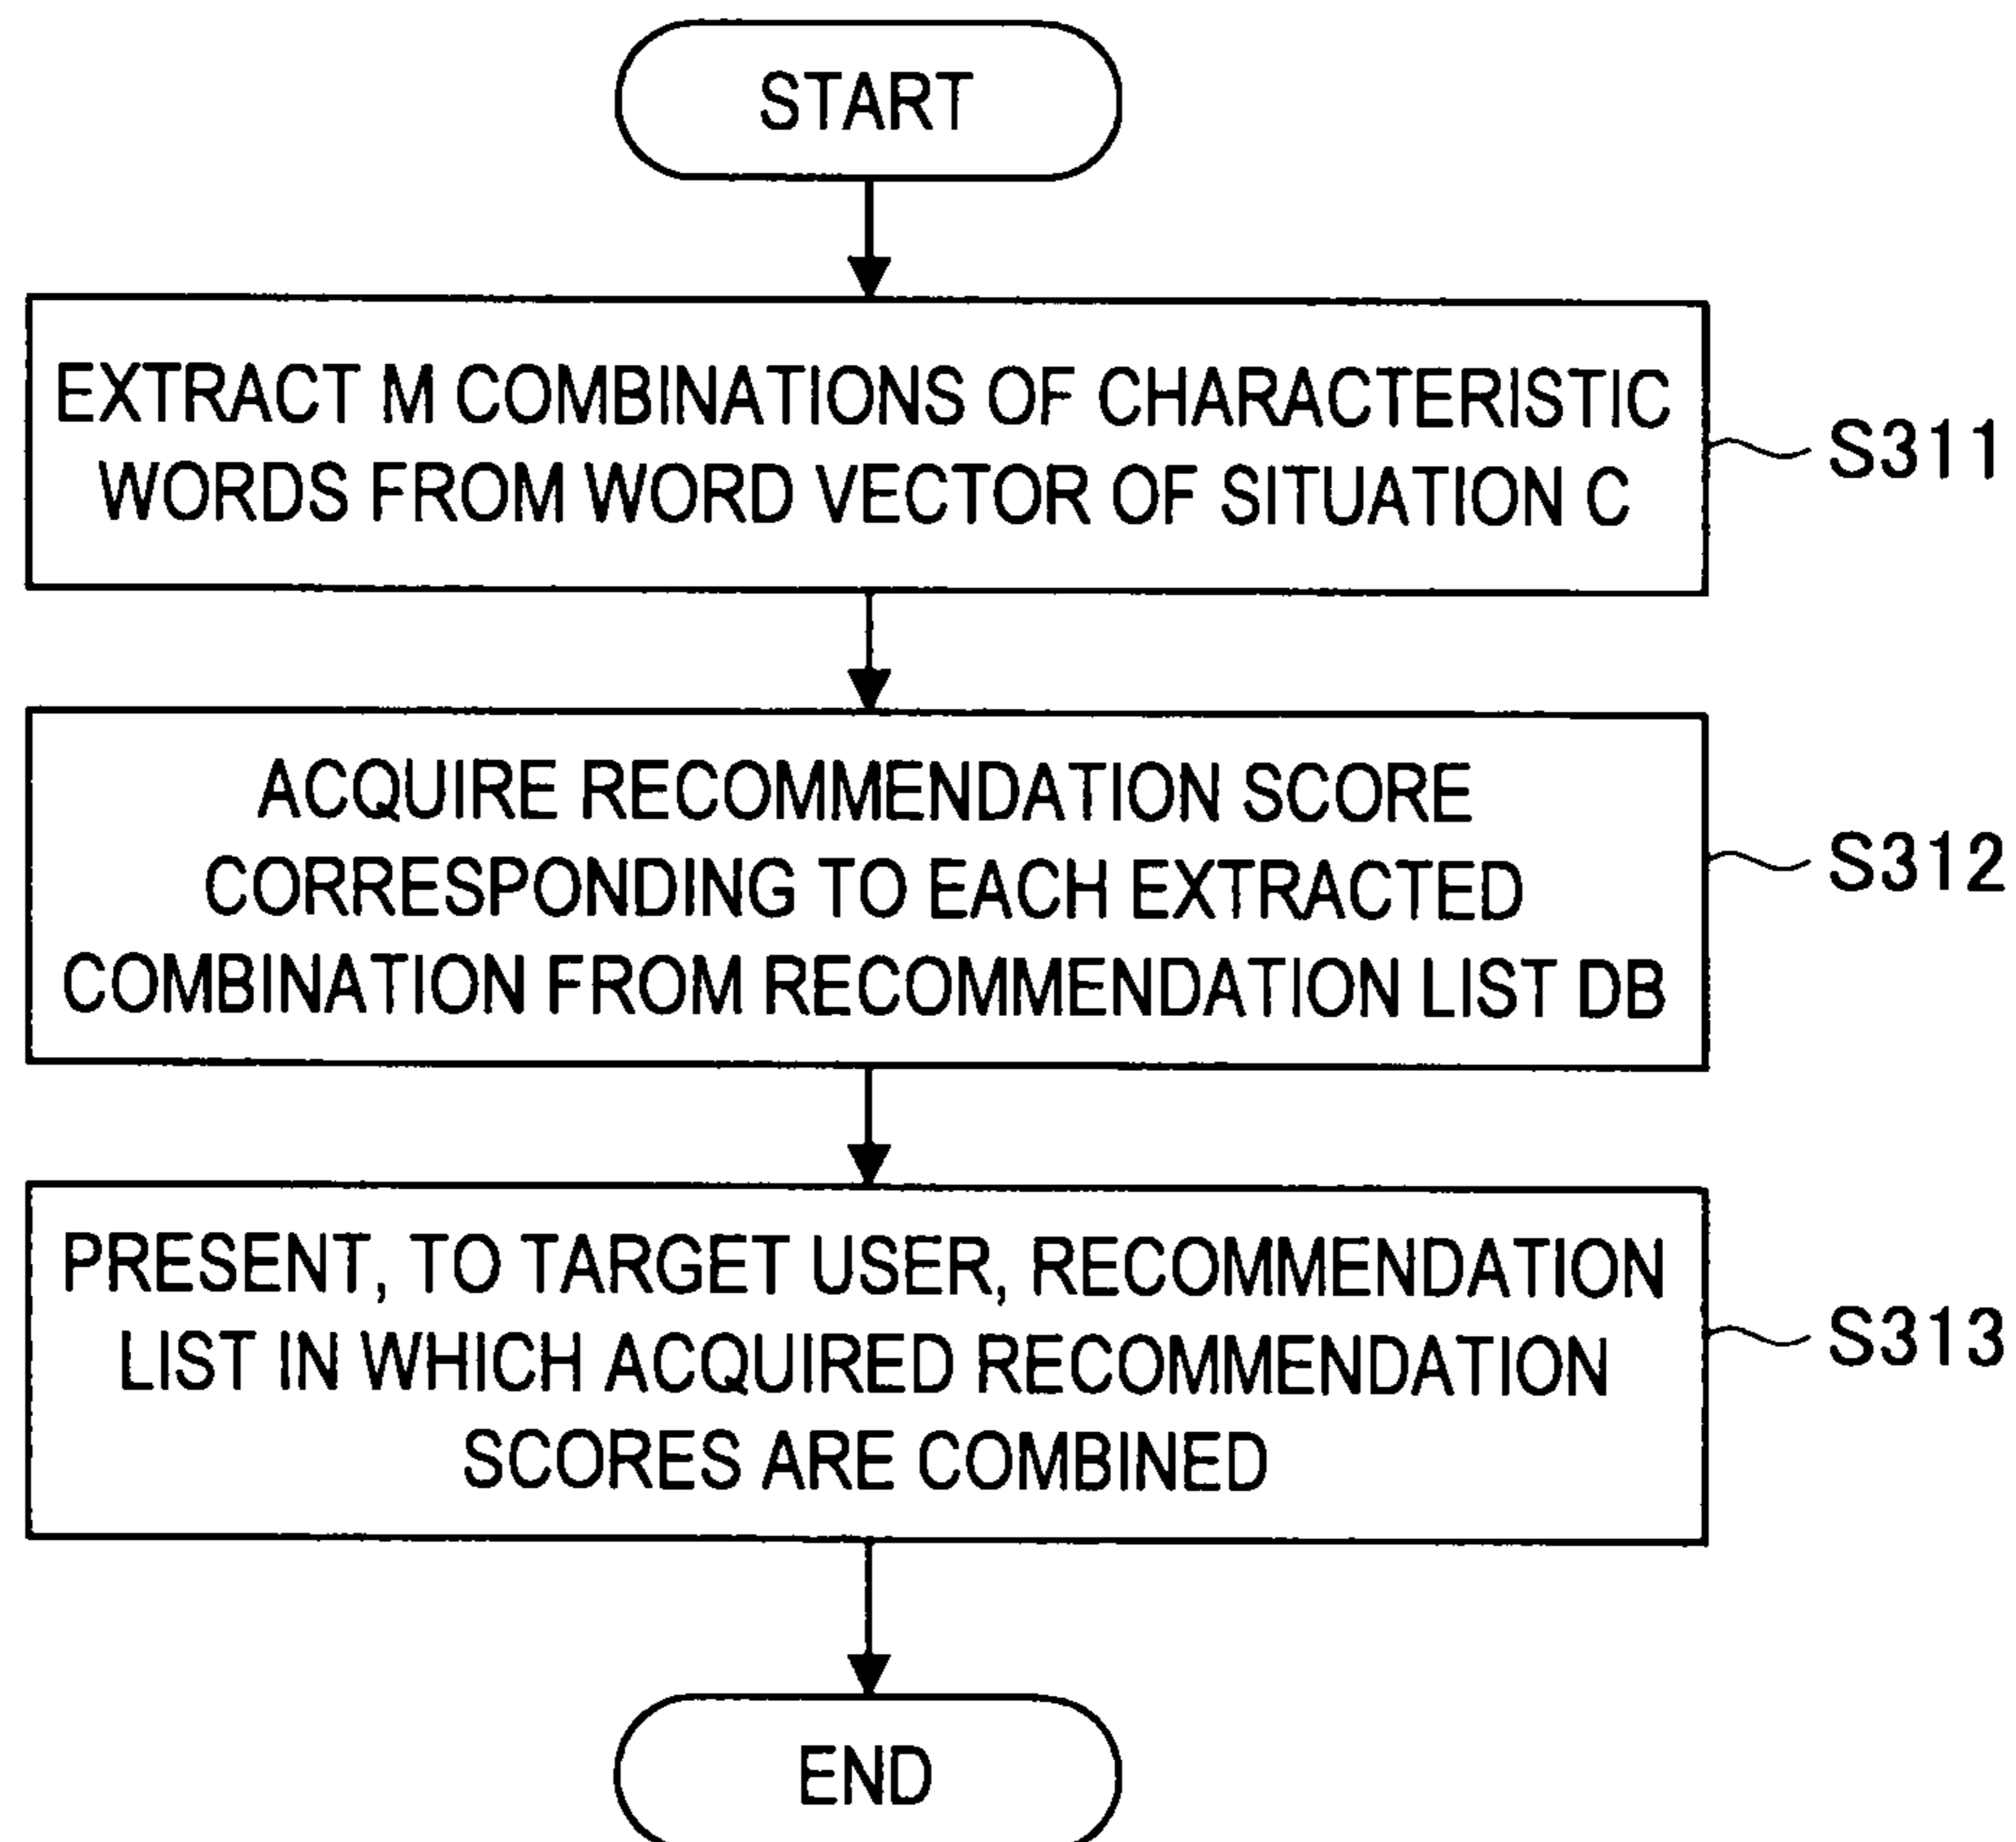 START
EXTRACT M COMBINATIONS OF CHARACTERISTIC
WORDS FROM WORD VECTOR OF SITUATION C
S311
ACQUIRE RECOMMENDATION SCORE
CORRESPONDING TO EACH EXTRACTED
COMBINATION FROM RECOMMENDATION LIST DB
S312
PRESENT, TO TARGET USER, RECOMMENDATION
LIST IN WHICH ACQUIRED RECOMMENDATION
SCORES ARE COMBINED
S313
END